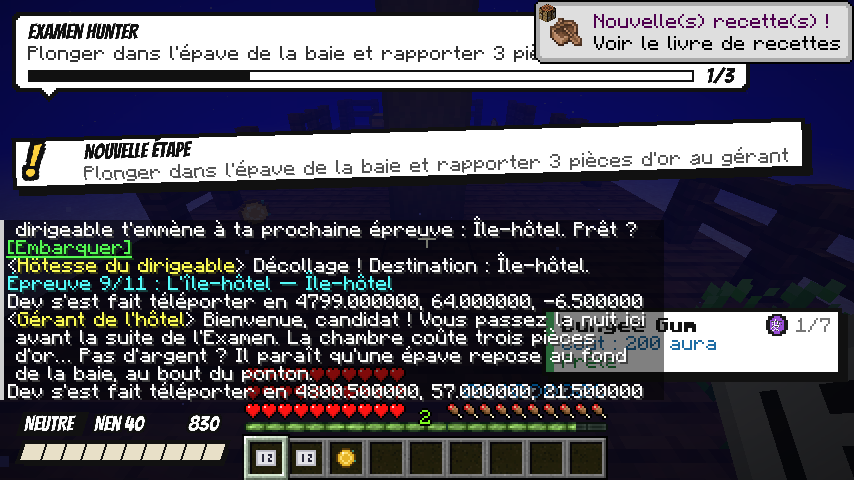 EXAMEN HUNTER
Plonger dans l'épave de la baie et rapporter 3 piè
1/3
Nouvelle(s) recette(s) !
Voir le livre de recettes
NOUVELLE ÉTAPE
Plonger dans l'épave de la baie et rapporter 3 pièces d'or au gérant
dirigeable t'emmène à ta prochaine épreuve : Île-hôtel. Prêt ?
[Embarquer]
<Hôtesse du dirigeable> Décollage ! Destination : Île-hôtel.
Épreuve 9/11 : L'Île-hôtel — Île-hôtel
Dev s'est fait téléporter en 4799.000000, 64.000000, -6.500000
<Gérant de l'hôtel> Bienvenue, candidat ! Vous passez la nuit ici
avant la suite de l'Examen. La chambre coûte trois pièces
d'or... Pas d'argent ? Il paraît qu'une épave repose au fond
de la baie, au bout du ponton.
Dev s'est fait téléporter en 4800.500000, 57.000000, 21.500000
Bungee Gum
1/7
200 aura
NEUTRE
NEN 40
830
2
12
12